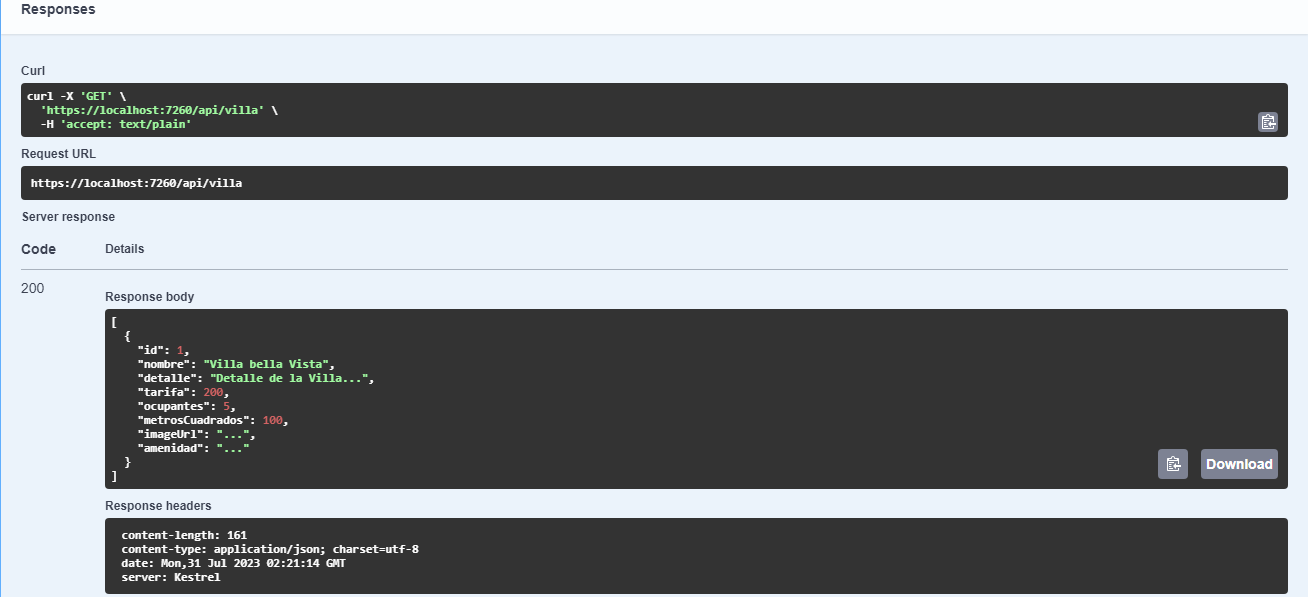 Responses
Curl
curl -X 'GET' \
  'https://localhost:7260/api/villa' \
  -H 'accept: text/plain'
Request URL
https://localhost:7260/api/villa
Server response
Code Details
200
Response body
[
  {
    "id": 1,
    "nombre": "Villa bella Vista",
    "detalle": "Detalle de la Villa...",
    "tarifa": 200,
    "ocupantes": 5,
    "metrosCuadrados": 100,
    "imageUrl": "...",
    "amenidad": "..."
  }
]
Download
Response headers
content-length: 161
content-type: application/json; charset=utf-8
date: Mon,31 Jul 2023 02:21:14 GMT
server: Kestrel